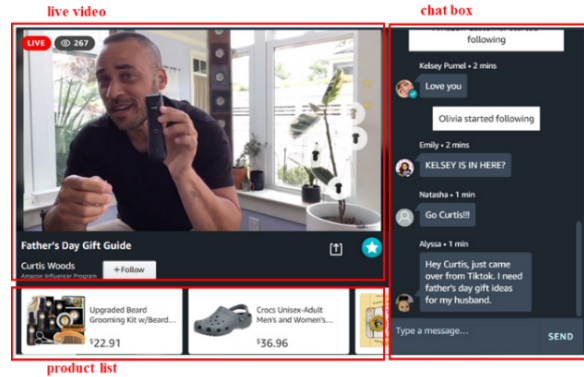 live video
chat box
LIVE
267
following
Kelsey Purnel • 2 mins
Love you
Olivia started following
Emily • 2 mins
KELSEY IS IN HERE?
Natasha • 1 min
Go Curtis!!!
Alyssa • 1 min
Hey Curtis, just came
over from Tiktok. I need
father's day gift ideas
for my husband.
Type a message...
SEND
Father's Day Gift Guide
Curtis Woods
Amazon Influencer Program
+Follow
Upgraded Beard
Grooming Kit w/Beard...
$22.91
Crocs Unisex-Adult
Men's and Women's...
$36.96
product list